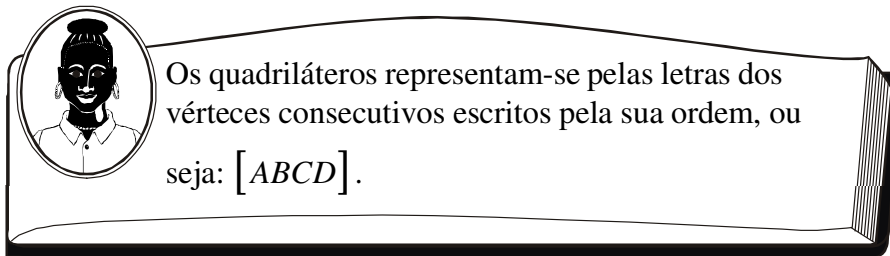 Os quadriláteros representam-se pelas letras dos
vérteces consecutivos escritos pela sua ordem, ou
seja: [ABCD].